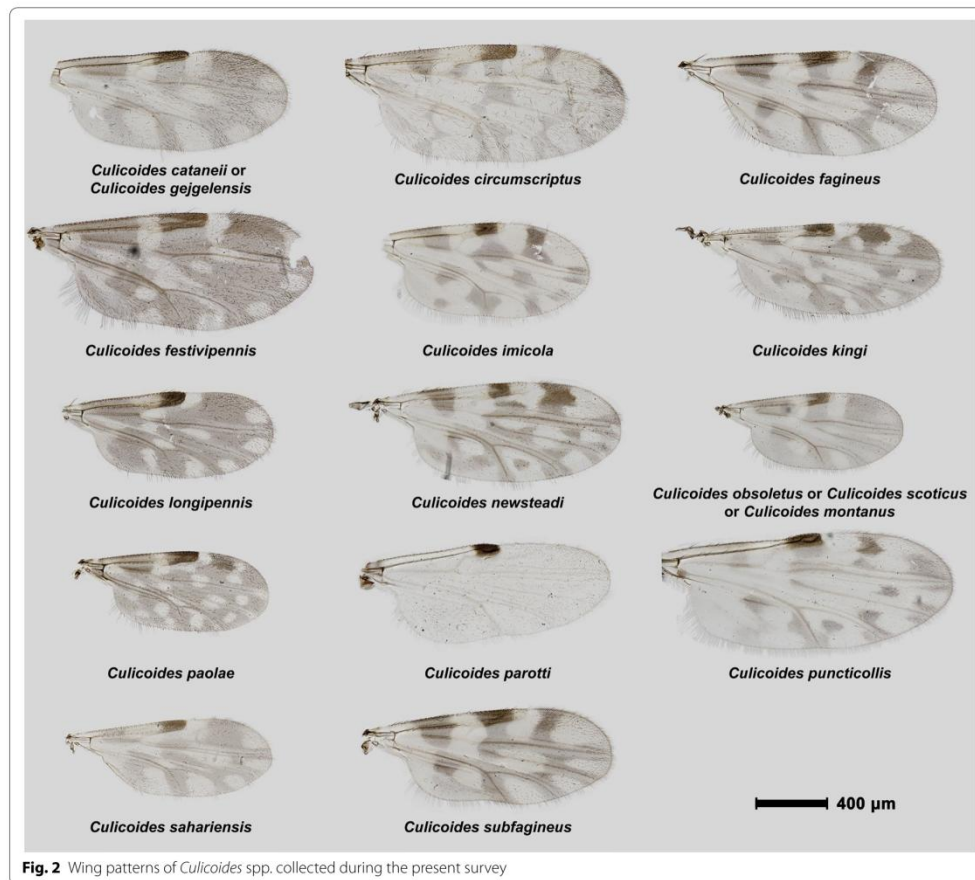 Culicoides cataneii or
Culicoides gejgelensis
Culicoides circumscriptus
Culicoides fagineus
Culicoides festivipennis
Culicoides imicola
Culicoides kingi
Culicoides longipennis
Culicoides newsteadi
Culicoides obsoletus or Culicoides scoticus
or Culicoides montanus
Culicoides paolae
Culicoides parotti
Culicoides puncticollis
Culicoides sahariensis
Culicoides subfagineus
400 µm
Fig. 2 Wing patterns of Culicoides spp. collected during the present survey